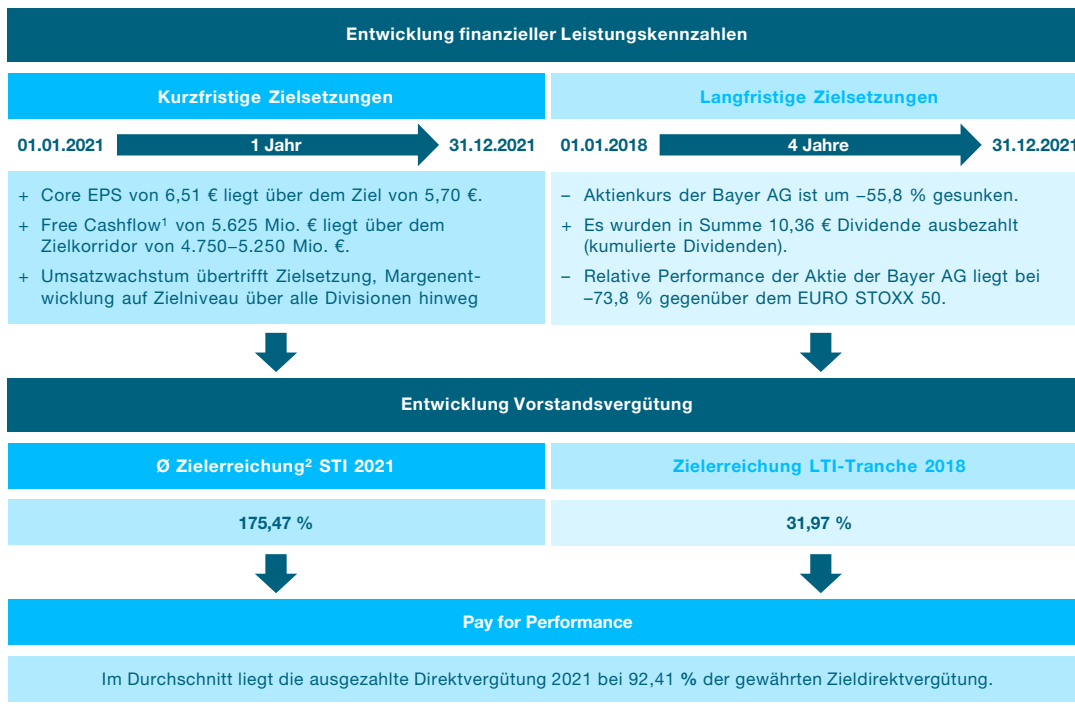 Entwicklung finanzieller Leistungskennzahlen
Kurzfristige Zielsetzungen
01.01.2021 1 Jahr 31.12.2021
+ Core EPS von 6,51 € liegt über dem Ziel von 5,70 €.
+ Free Cashflow¹ von 5.625 Mio. € liegt über dem
Zielkorridor von 4.750–5.250 Mio. €.
+ Umsatzwachstum übertrifft Zielsetzung, Margenent-
wicklung auf Zielniveau über alle Divisionen hinweg
Langfristige Zielsetzungen
01.01.2018 4 Jahre 31.12.2021
– Aktienkurs der Bayer AG ist um –55,8 % gesunken.
+ Es wurden in Summe 10,36 € Dividende ausbezahlt
(kumulierte Dividenden).
– Relative Performance der Aktie der Bayer AG liegt bei
–73,8 % gegenüber dem EURO STOXX 50.
Entwicklung Vorstandsvergütung
Ø Zielerreichung² STI 2021
175,47 %
Zielerreichung LTI-Tranche 2018
31,97 %
Pay for Performance
Im Durchschnitt liegt die ausgezahlte Direktvergütung 2021 bei 92,41 % der gewährten Zieldirektvergütung.